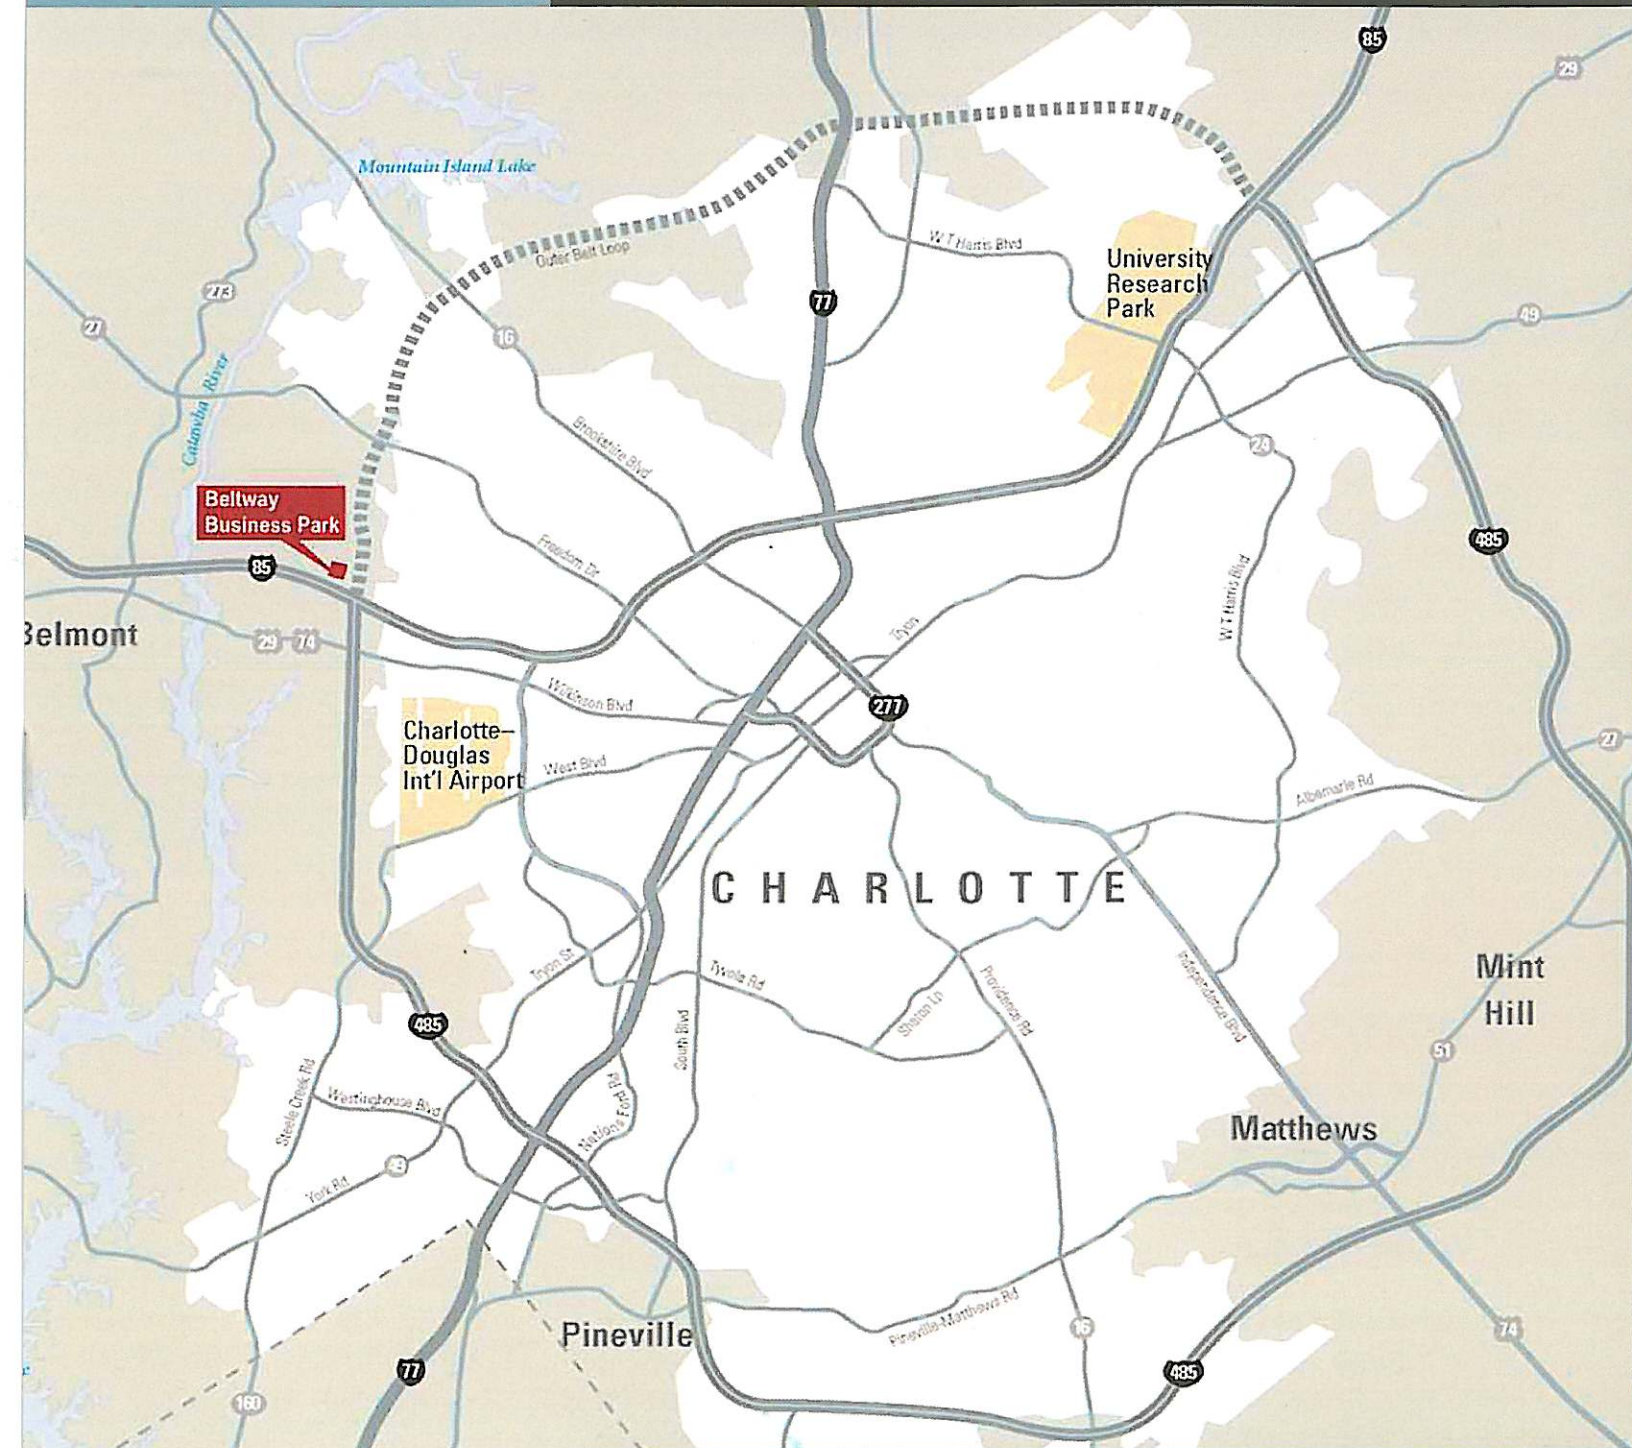 85
29
Mountain Island Lake
W T Harris Blvd
Outer Belt Loop
University
Research
Park
273
77
49
27
16
Catawba River
Brookshire Blvd
24
Beltway
Business Park
Freedom Dr
485
85
W T Harris Blvd
Belmont
29
74
Tryon
Wilkinson Blvd
277
Charlotte–
Douglas
Int'l Airport
West Blvd
27
Albemarle Rd
CHARLOTTE
Tryon St
Tyvola Rd
Providence Rd
Independence Blvd
Mint
Hill
Sharon Ln
485
South Blvd
51
Steele Creek Rd
Westinghouse Blvd
Nations Ford Rd
Matthews
York Rd
Pineville-Matthews Rd
Pineville
16
74
77
485
160